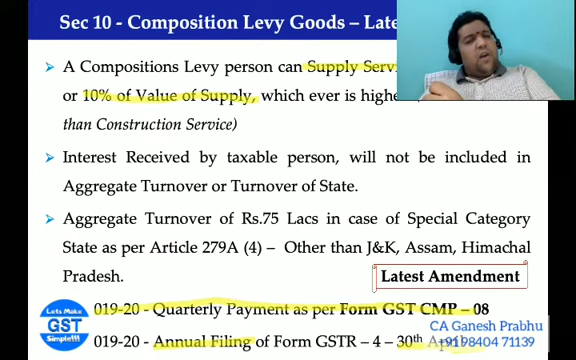 Sec 10 - Composition Levy Goods – Late
A Compositions Levy person can Supply Serv
or 10% of Value of Supply, which ever is highe
than Construction Service)
Interest Received by taxable person, will not be included in
Aggregate Turnover or Turnover of State.
Aggregate Turnover of Rs.75 Lacs in case of Special Category
State as per Article 279A (4) – Other than J&K, Assam, Himachal
Pradesh.
Latest Amendment
019-20 - Quarterly Payment as per Form GST CMP – 08
019-20 - Annual Filing of Form GSTR – 4 – 30th April
Lets Make
GST
Simple!!!
CA Ganesh Prabhu
+91 98404 71139